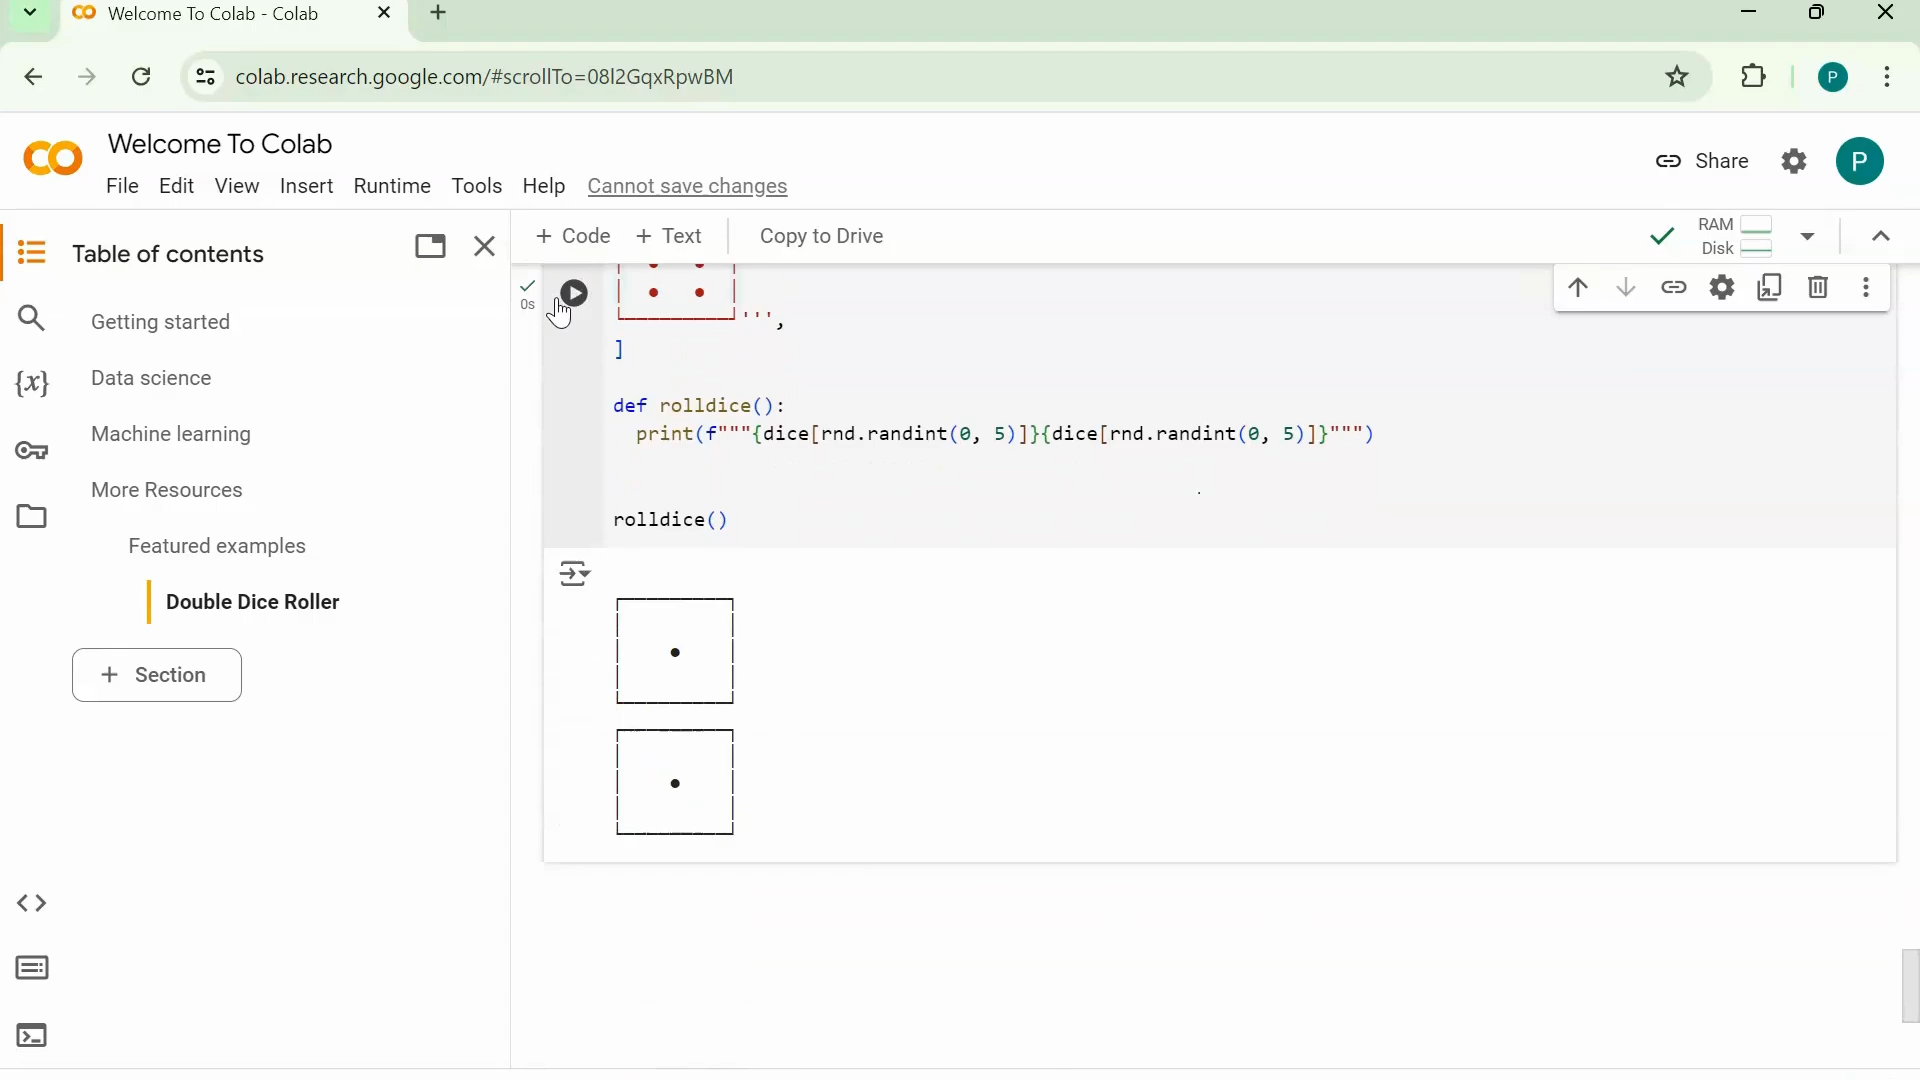 Welcome To Colab - Colab
colab.research.google.com/#scrollTo=08l2GqxRpwBM
P
Welcome To Colab
File Edit View Insert Runtime Tools Help Cannot save changes
Share
P
+ Code + Text Copy to Drive
RAM
Disk
Table of contents
Getting started
Data science
Machine learning
More Resources
Featured examples
Double Dice Roller
+ Section
{x}
0s
''',
]
def rolldice():
print(f"""{dice[rnd.randint(0, 5)]}{dice[rnd.randint(0, 5)]}""")
rolldice()